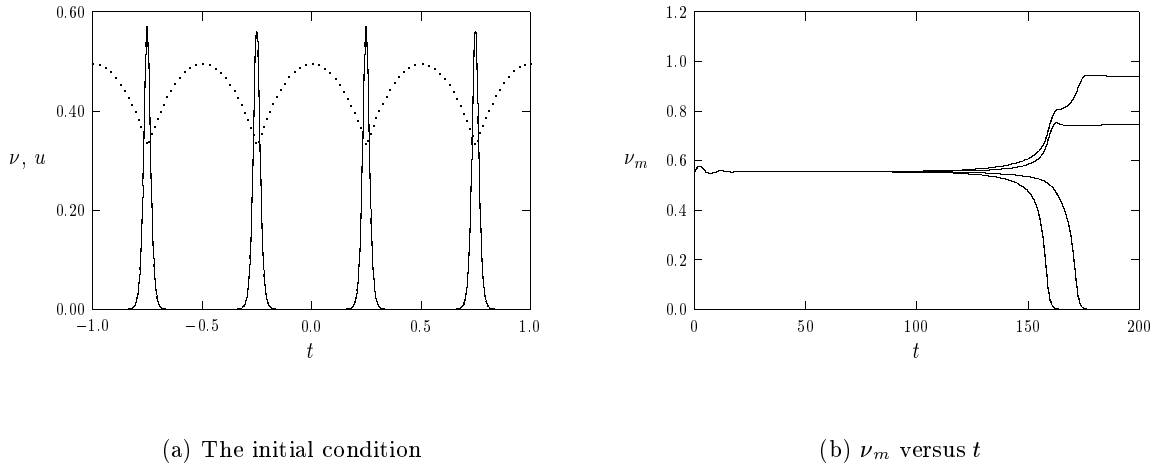 0.60
0.40
ν, u
0.20
0.00
−1.0 −0.5 0.0 0.5 1.0
t
(a) The initial condition
1.2
1.0
0.8
νm 0.6
0.4
0.2
0.0
0 50 100 150 200
t
(b) νm versus t